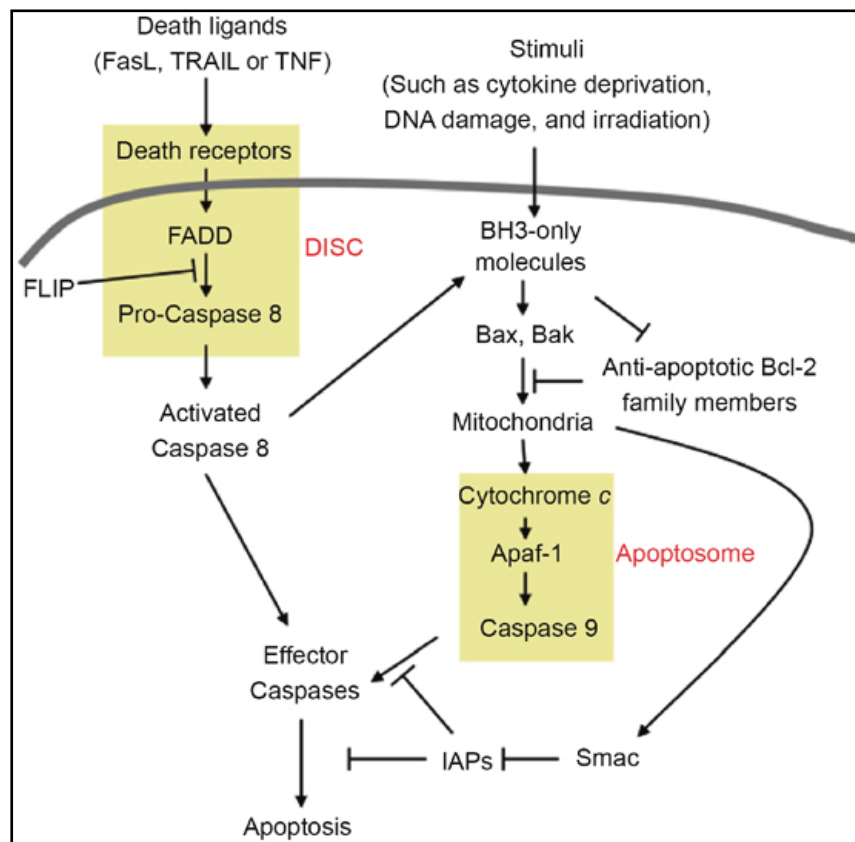 Death ligands
(FasL, TRAIL or TNF)
Stimuli
(Such as cytokine deprivation,
DNA damage, and irradiation)
Death receptors
FADD
DISC
FLIP
Pro-Caspase 8
BH3-only
molecules
Bax, Bak
Anti-apoptotic Bcl-2
family members
Activated
Caspase 8
Mitochondria
Cytochrome c
Apaf-1
Apoptosome
Caspase 9
Effector
Caspases
IAPs
Smac
Apoptosis